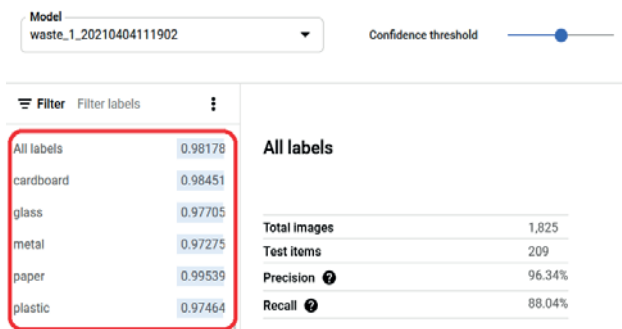 Model
waste_1_20210404111902
Confidence threshold
Filter Filter labels
All labels 0.98178
cardboard 0.98451
glass 0.97705
metal 0.97275
paper 0.99539
plastic 0.97464
All labels
Total images 1,825
Test items 209
Precision ? 96.34%
Recall ? 88.04%